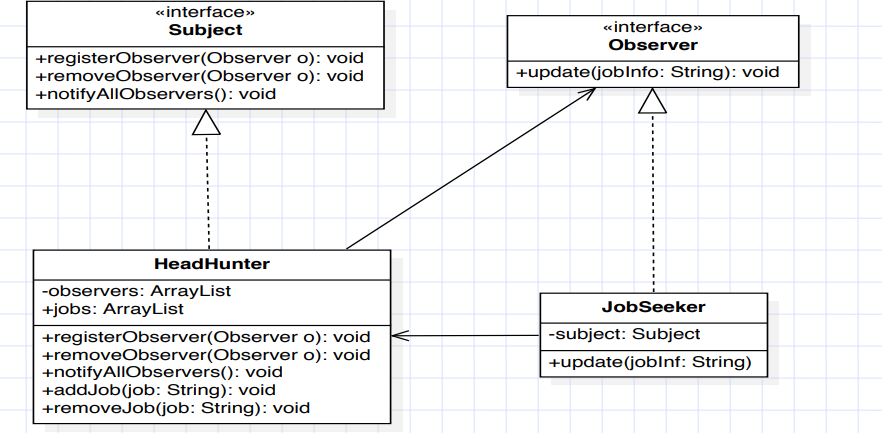 «interface»
Subject
+registerObserver(Observer o): void
+removeObserver(Observer o): void
+notifyAllObservers(): void
«interface»
Observer
+update(jobInfo: String): void
HeadHunter
-observers: ArrayList
+jobs: ArrayList
+registerObserver(Observer o): void
+removeObserver(Observer o): void
+notifyAllObservers(): void
+addJob(job: String): void
+removeJob(job: String): void
JobSeeker
-subject: Subject
+update(jobInf: String)